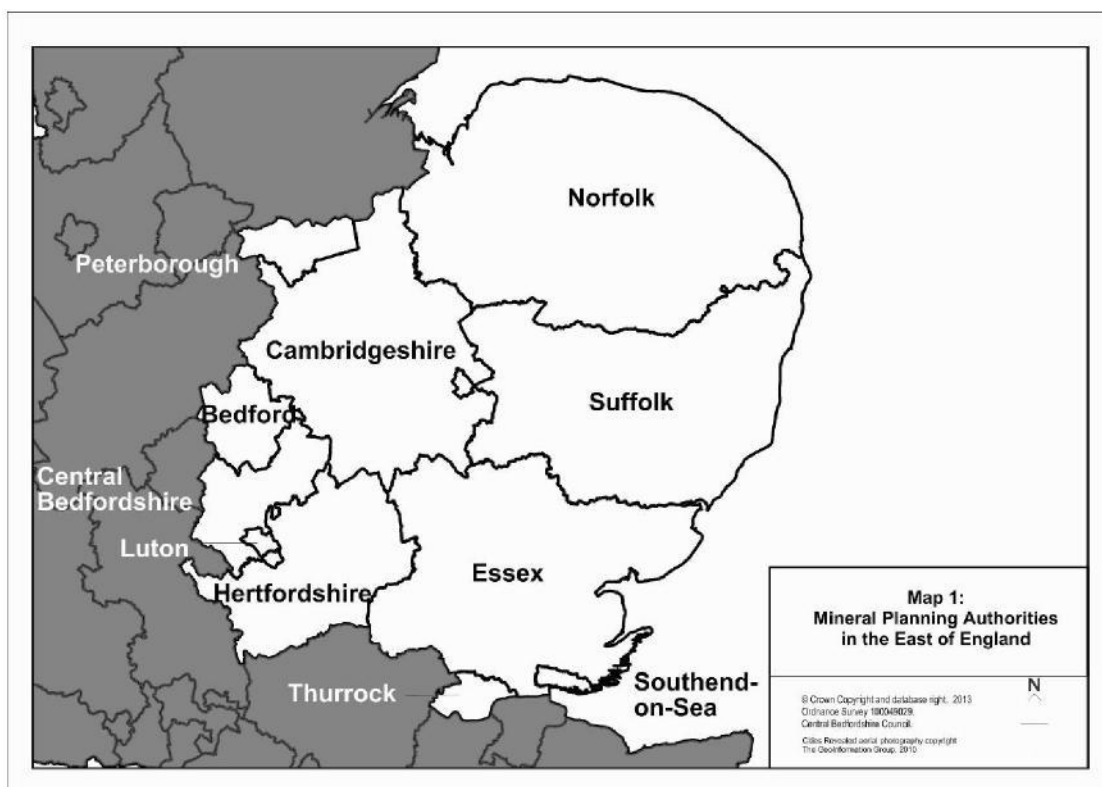 Norfolk
Peterborough
Cambridgeshire
Suffolk
Bedford
Central
Bedfordshire
Luton
Essex
Hertfordshire
Thurrock
Southend-
on-Sea
Map 1:
Mineral Planning Authorities
in the East of England
N
© Crown Copyright and database right, 2013
Ordnance Survey 100049029.
Central Bedfordshire Council.
Cities Revealed aerial photography copyright
The GeoInformation Group, 2010